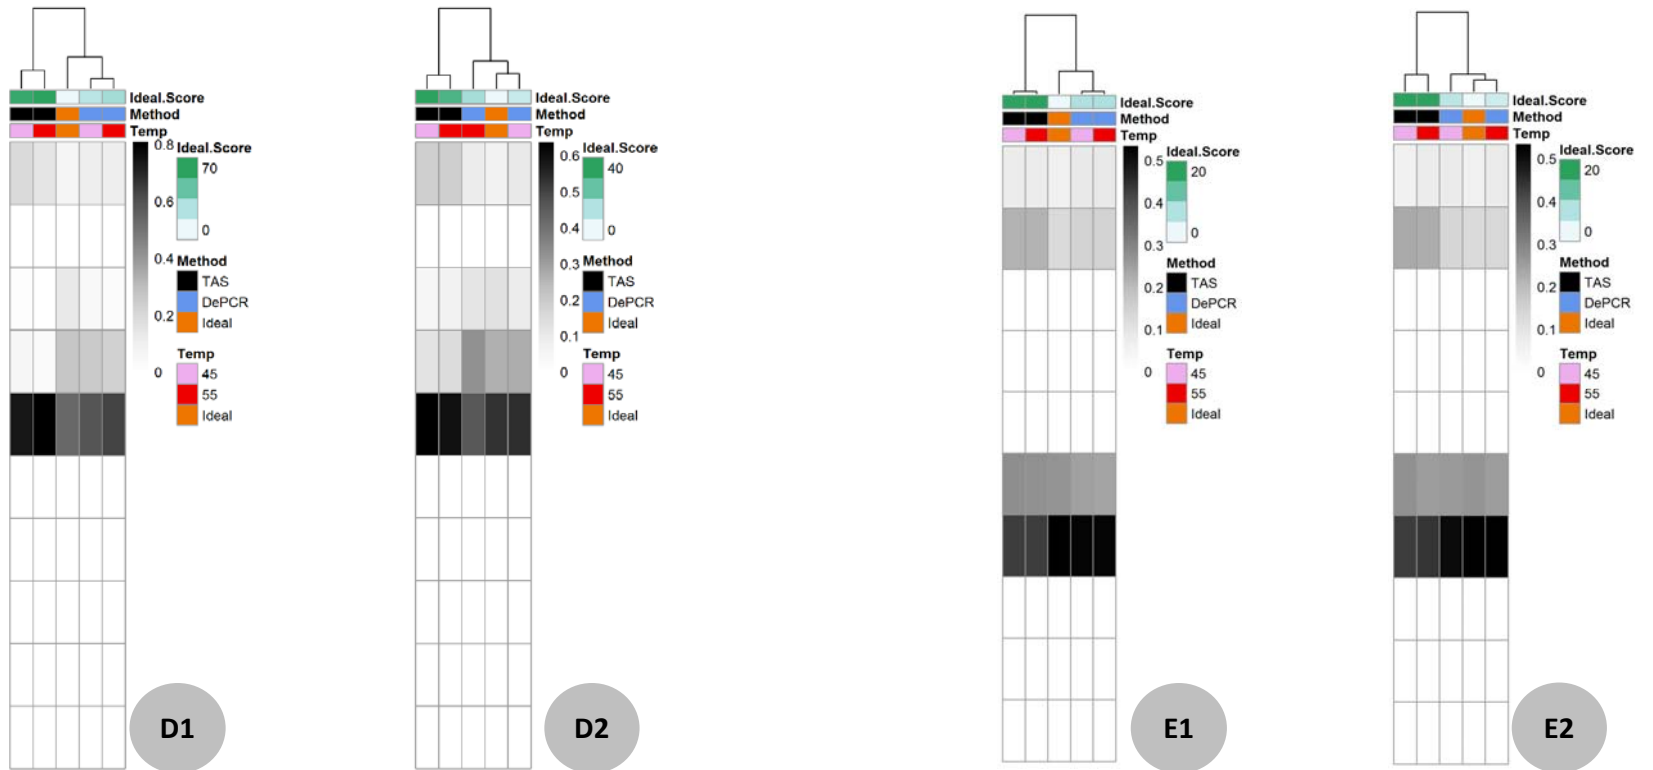 Ideal.Score
Method
Temp
0.8
0.6
0.4
0.2
0
Ideal.Score
70
0
Method
TAS
DePCR
Ideal
Temp
45
55
Ideal
D1
Ideal.Score
Method
Temp
0.6
0.5
0.4
0.3
0.2
0.1
0
Ideal.Score
40
0
Method
TAS
DePCR
Ideal
Temp
45
55
Ideal
D2
Ideal.Score
Method
Temp
0.5
0.4
0.3
0.2
0.1
0
Ideal.Score
20
0
Method
TAS
DePCR
Ideal
Temp
45
55
Ideal
E1
Ideal.Score
Method
Temp
0.5
0.4
0.3
0.2
0.1
0
Ideal.Score
20
0
Method
TAS
DePCR
Ideal
Temp
45
55
Ideal
E2